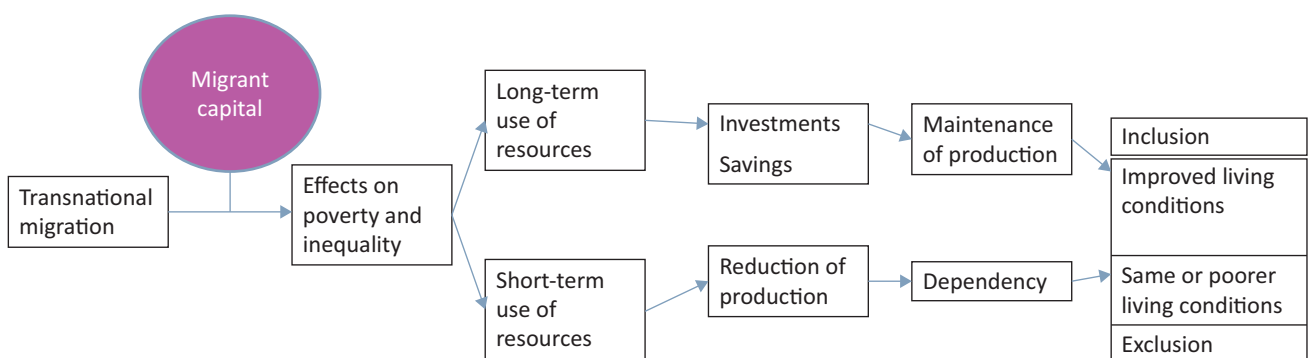 Migrant
capital
Transnational
migration
Effects on
poverty and
inequality
Long-term
use of
resources
Investments
Savings
Maintenance
of production
Inclusion
Improved living
conditions
Short-term
use of
resources
Reduction of
production
Dependency
Same or poorer
living conditions
Exclusion